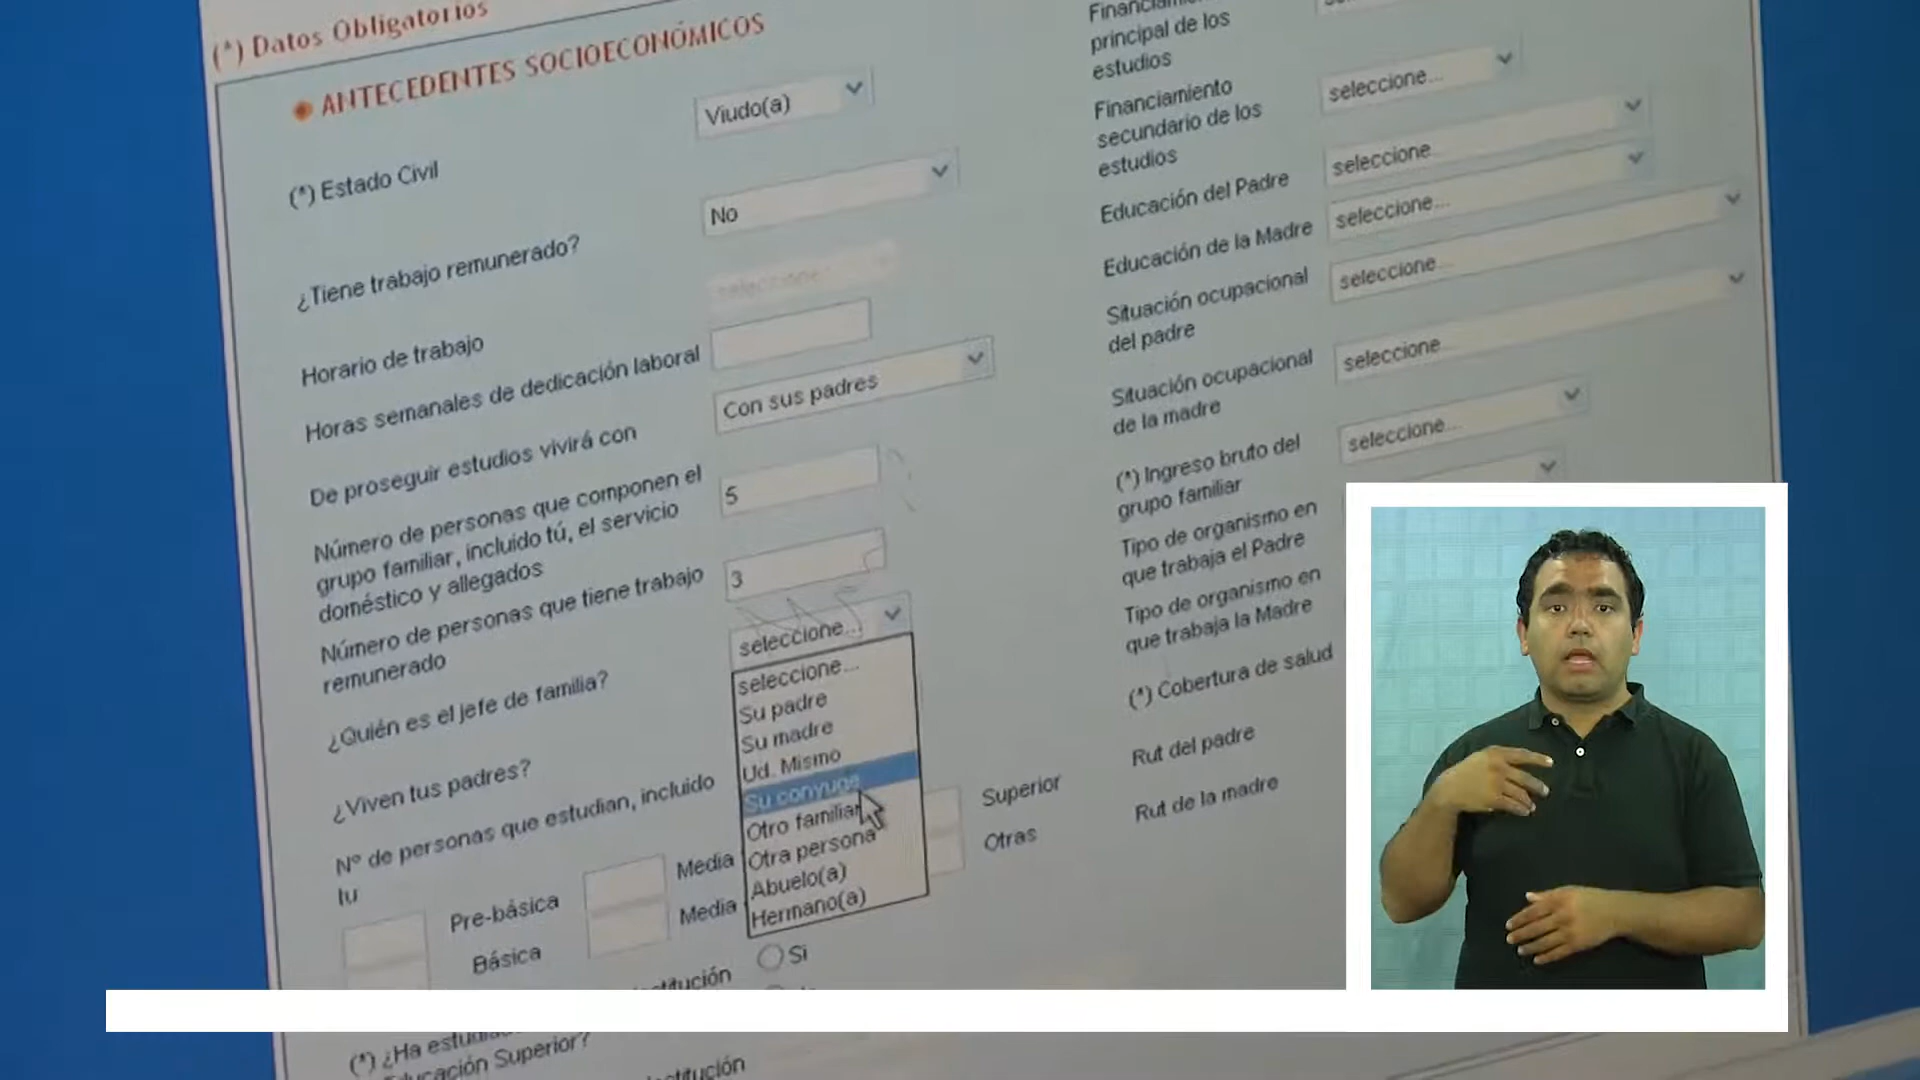 (*) Datos Obligatorios
ANTECEDENTES SOCIOECONÓMICOS
(*) Estado Civil
Viudo(a)
¿Tiene trabajo remunerado?
No
Horario de trabajo
seleccione...
Horas semanales de dedicación laboral
De proseguir estudios vivirá con
Con sus padres
Número de personas que componen el
grupo familiar, incluido tú, el servicio
doméstico y allegados
5
Número de personas que tiene trabajo
remunerado
3
¿Quién es el jefe de familia?
seleccione...
seleccione...
Su padre
Su madre
Ud. Mismo
Su conyuge
Otro familiar
Otra persona
Abuelo(a)
Hermano(a)
¿Viven tus padres?
Nº de personas que estudian, incluido
tu
Pre-básica
Media
Superior
Básica
Media
Otras
Si
(*) ¿Ha
Superior?
principal de los
estudios
Financiamiento
secundario de los
estudios
seleccione...
Educación del Padre
seleccione...
Educación de la Madre
seleccione...
Situación ocupacional
del padre
seleccione...
Situación ocupacional
de la madre
seleccione...
(*) Ingreso bruto del
grupo familiar
seleccione...
Tipo de organismo en
que trabaja el Padre
Tipo de organismo en
que trabaja la Madre
(*) Cobertura de salud
Rut del padre
Rut de la madre